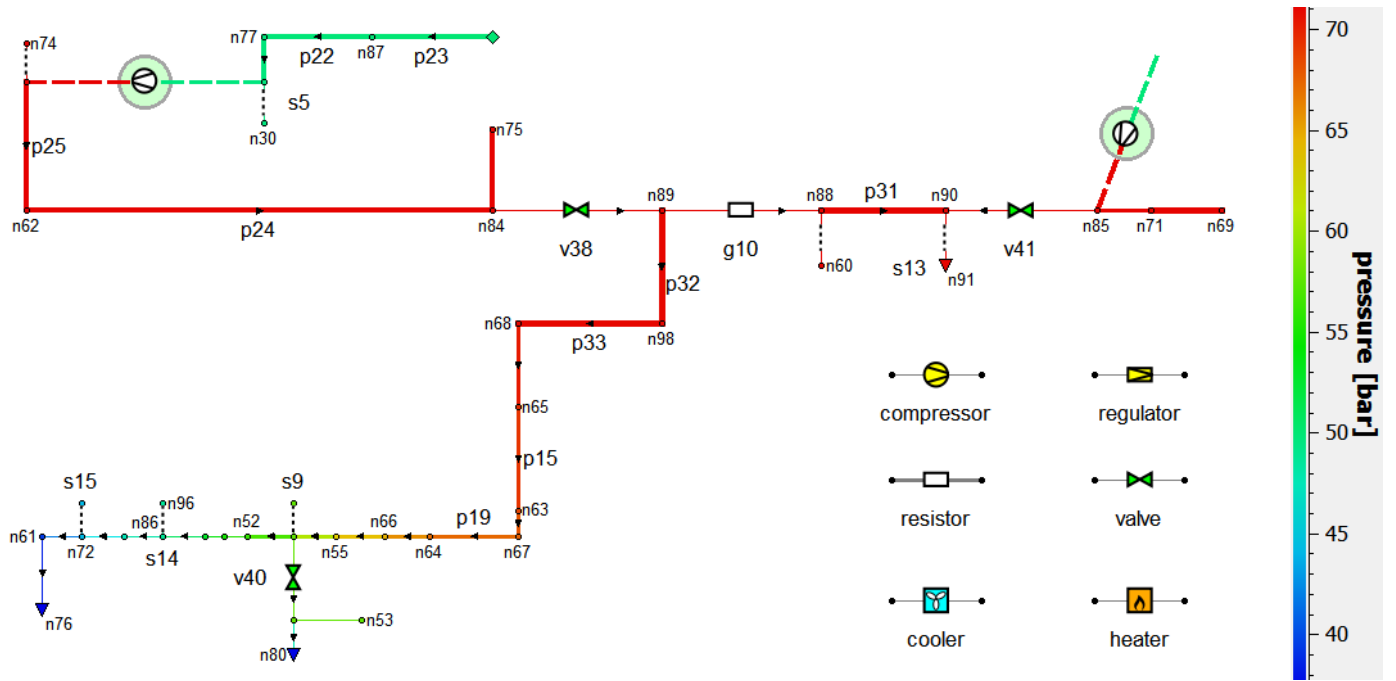 n74
n77
p22
n87
p23
s5
n30
p25
n75
n62
p24
n84
v38
n89
g10
n88
p31
n90
v41
n85
n71
n69
n60
s13
n91
p32
n68
p33
n98
n65
p15
n63
s15
n96
s9
n66
p19
n61
n72
n86
s14
n52
n55
n64
n67
v40
n76
n53
n80
compressor
regulator
resistor
valve
cooler
heater
70
65
60
55
50
45
40
pressure [bar]